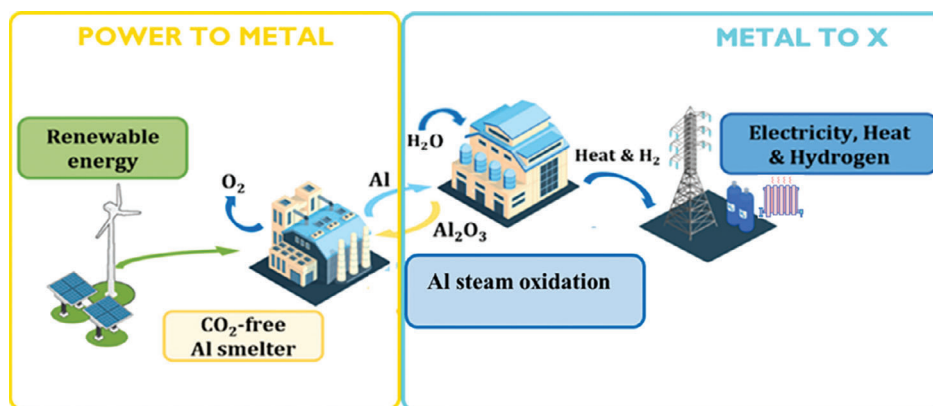 POWER TO METAL
METAL TO X
Renewable
energy
O₂
Al
H₂O
Al₂O₃
Heat & H₂
Electricity, Heat
& Hydrogen
CO₂-free
Al smelter
Al steam oxidation